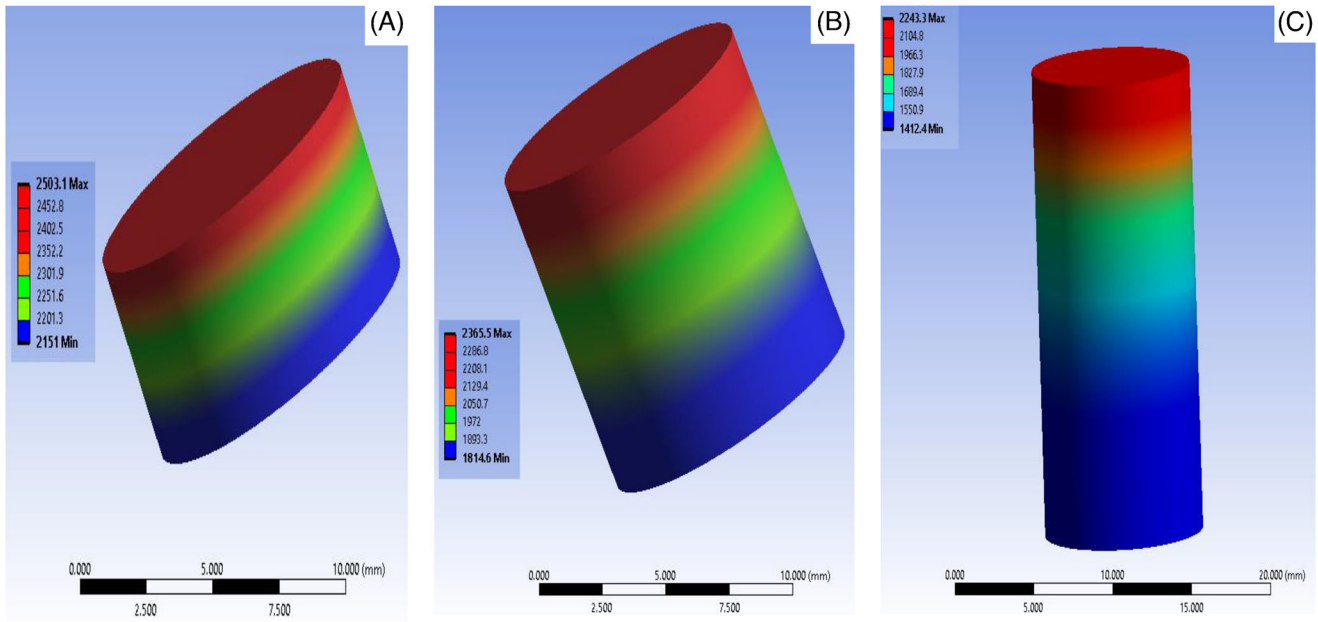 (A)
2503.1 Max
2452.8
2402.5
2352.2
2301.9
2251.6
2201.3
2151 Min
0.000 5.000 10.000 (mm)
2.500 7.500
(B)
2365.5 Max
2286.8
2208.1
2129.4
2050.7
1972
1893.3
1814.6 Min
0.000 5.000 10.000 (mm)
2.500 7.500
(C)
2243.3 Max
2104.8
1966.3
1827.9
1689.4
1550.9
1412.4 Min
0.000 10.000 20.000 (mm)
5.000 15.000